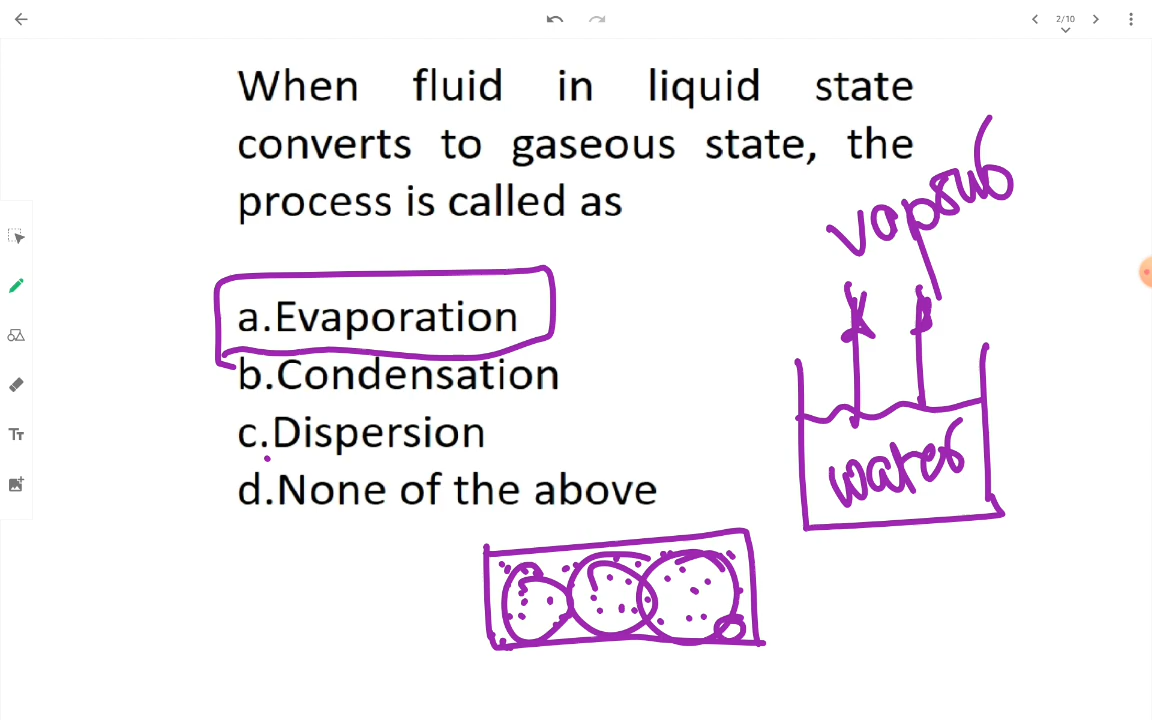 2/10
When fluid in liquid state
converts to gaseous state, the
process is called as
a.Evaporation
b.Condensation
c.Dispersion
d.None of the above
water
Tт